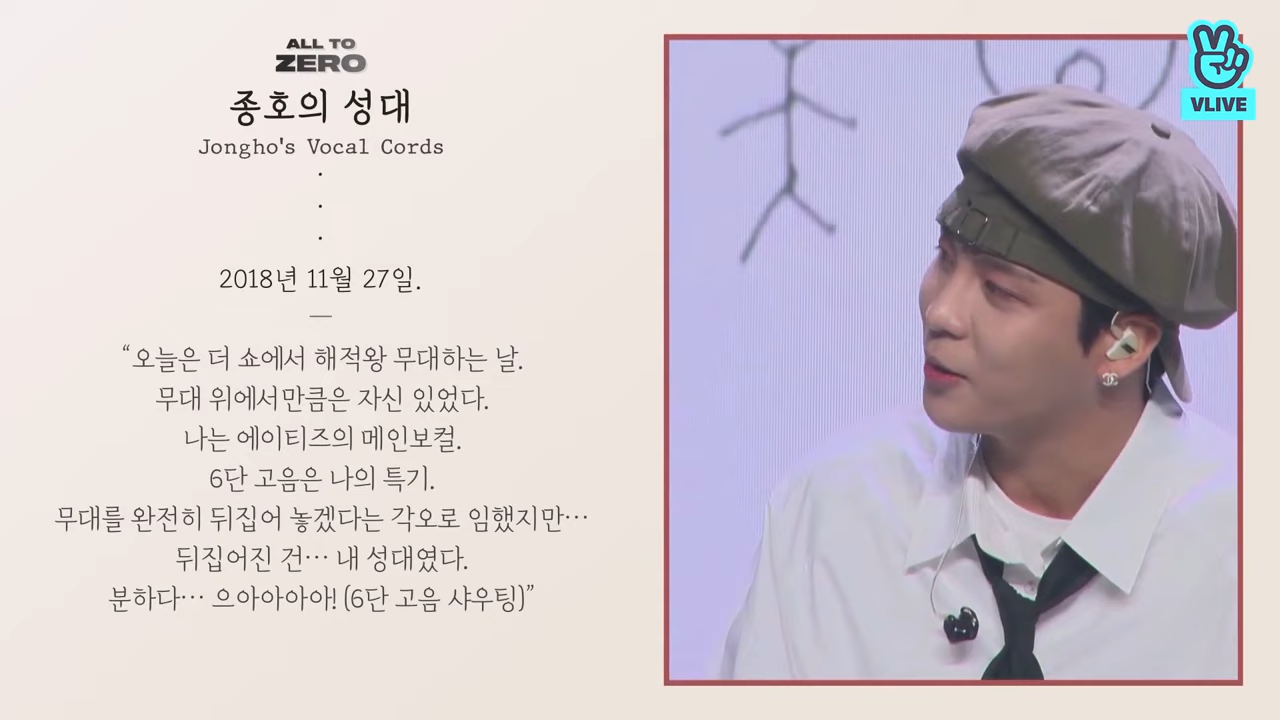 ALL TO
ZERO
종호의 성대
Jongho's Vocal Cords
2018년 11월 27일.
“오늘은 더 쇼에서 해적왕 무대하는 날.
무대 위에서만큼은 자신 있었다.
나는 에이티즈의 메인보컬.
6단 고음은 나의 특기.
무대를 완전히 뒤집어 놓겠다는 각오로 임했지만…
뒤집어진 건… 내 성대였다.
분하다… 으아아아아! (6단 고음 샤우팅)”
VLIVE